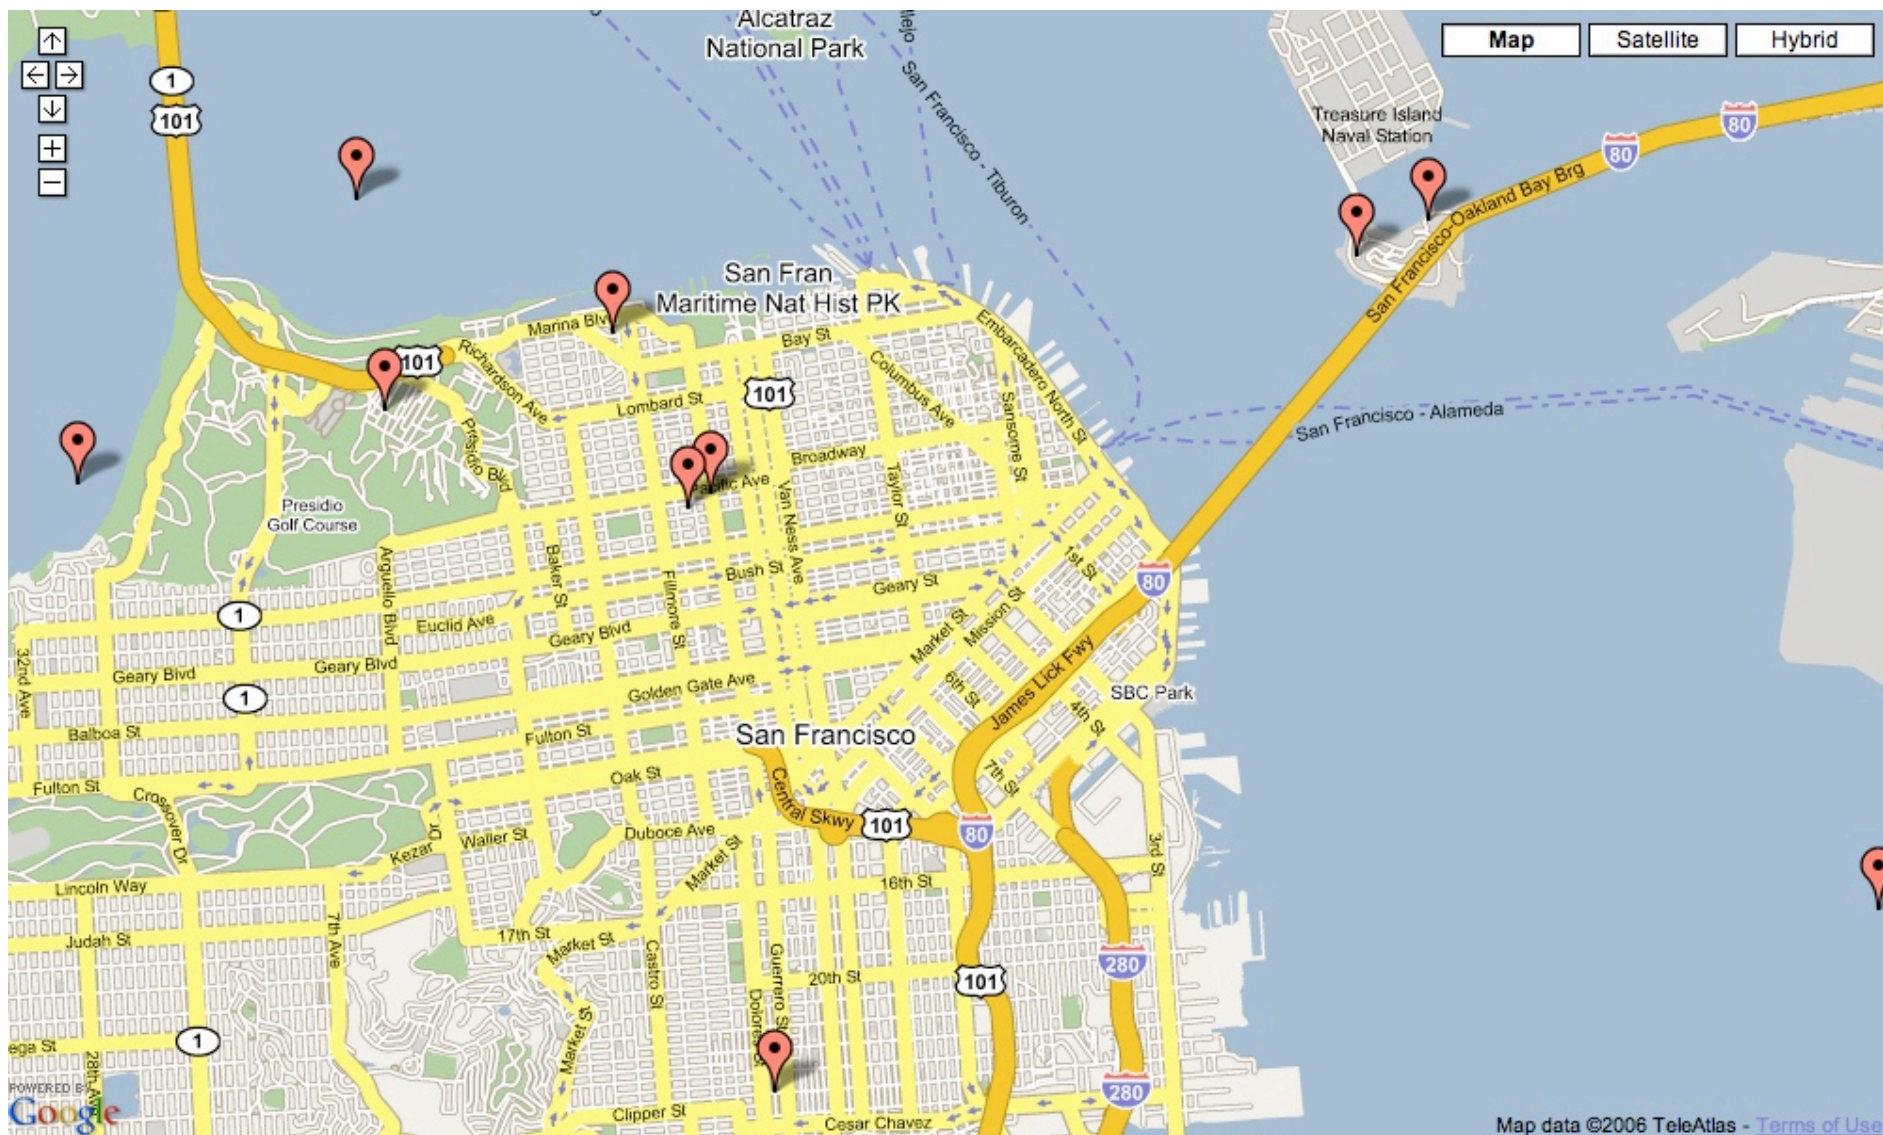 Alcatraz
National Park
Map
Satellite
Hybrid
1
101
San Francisco - Tiburon
Treasure Island
Naval Station
80
80
San Francisco-Oakland Bay Brg
San Fran
Maritime Nat Hist PK
Marina Blv
Bay St
Embarcadero North St
101
Richardson Ave
101
Columbus Ave
Lombard St
Sansome St
San Francisco - Alameda
Presidio Blvd
Broadway
Taylor St
Pacific Ave
Van Ness Ave
Presidio
Golf Course
Arguello Blvd
Baker St
Fillmore St
Bush St
Geary St
1st St
80
1
Euclid Ave
Geary Blvd
Market St
Mission St
32nd Ave
Geary Blvd
Geary Blvd
1
Golden Gate Ave
6th St
James Lick Fwy
SBC Park
4th St
Balboa St
Fulton St
San Francisco
Fulton St
Crossover Dr
Oak St
Central Skwy
7th St
101
80
Kezar Dr
Waller St
Duboce Ave
Market St
3rd St
Lincoln Way
16th St
7th Ave
Judah St
17th St
Market St
Castro St
Guerrero St
Dolores St
20th St
101
280
1
Market St
ega St
28th Ave
280
POWERED BY
Google
Clipper St
Cesar Chavez
Map data ©2006 TeleAtlas - Terms of Use